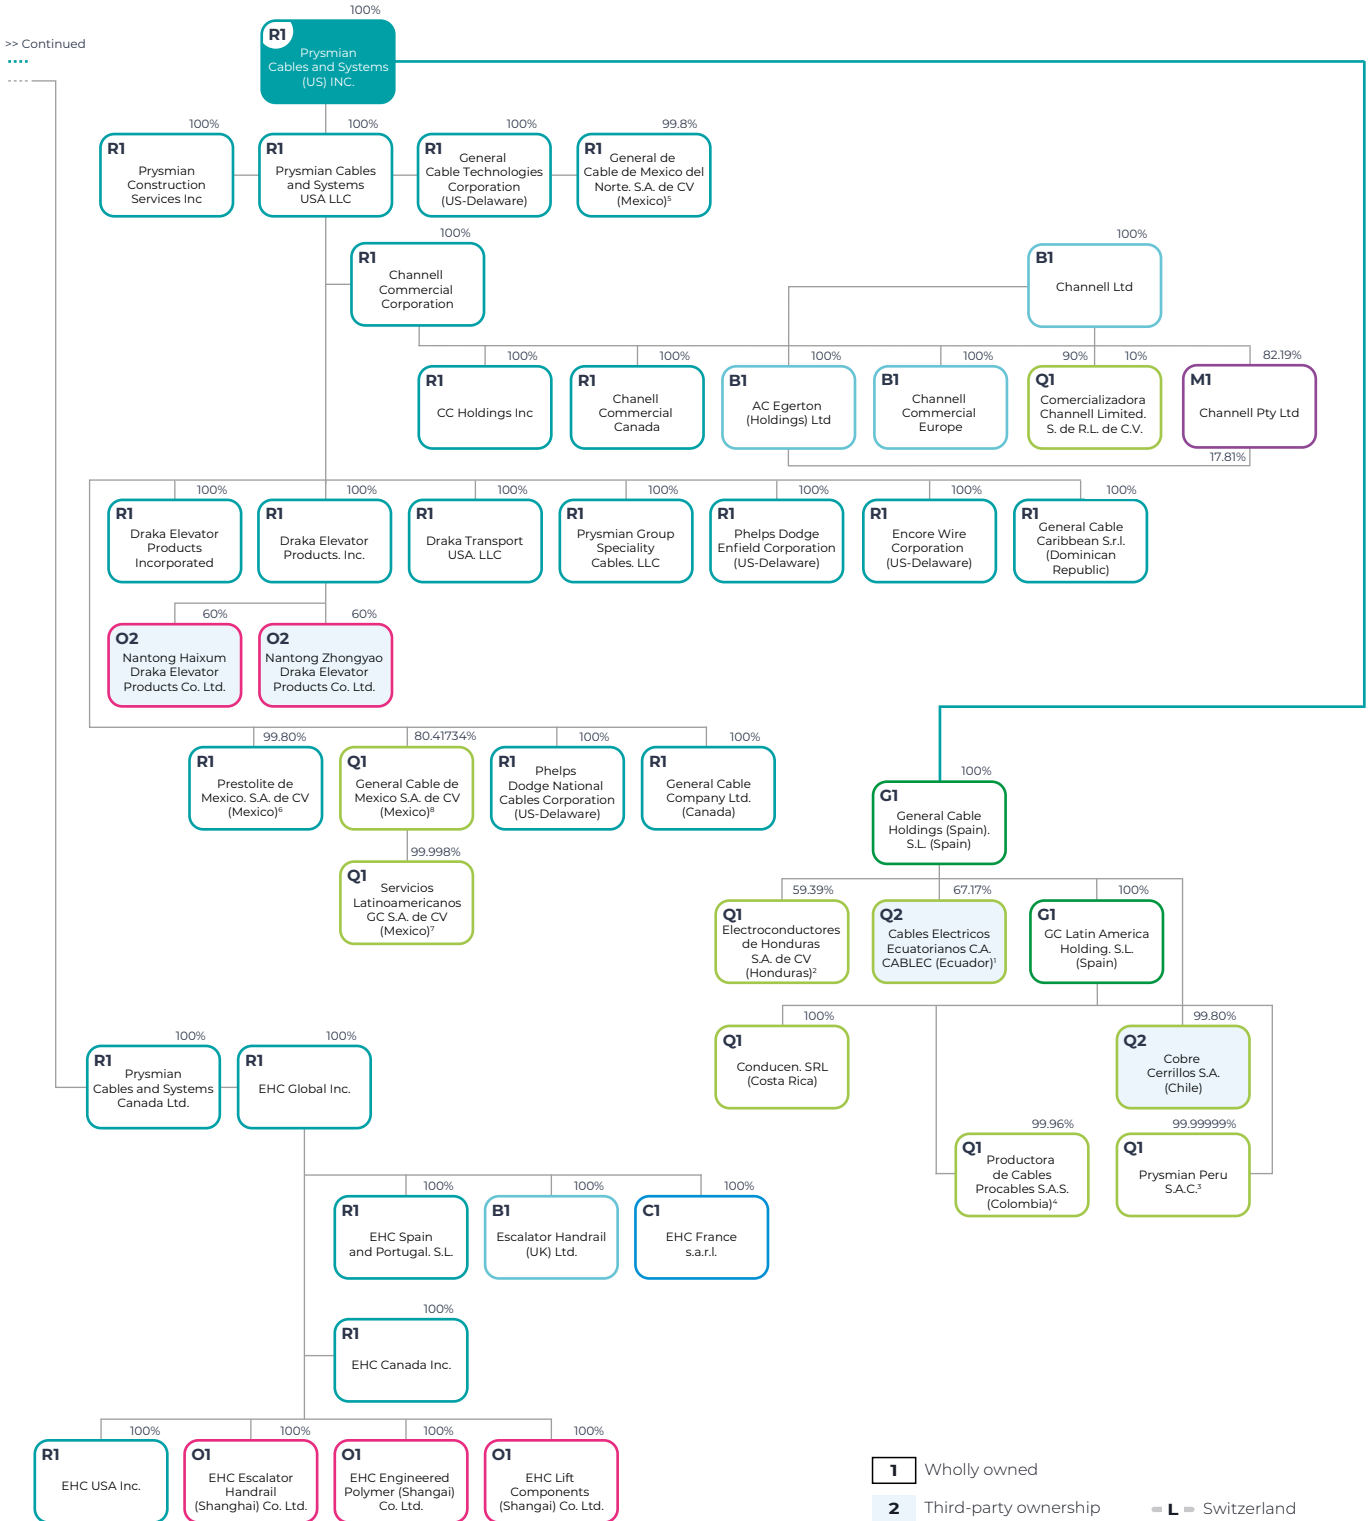 100%
>> Continued
R1
Prysmian
Cables and Systems
(US) INC.
100%
R1
Prysmian
Construction
Services Inc
100%
R1
Prysmian Cables
and Systems
USA LLC
100%
R1
General
Cable Technologies
Corporation
(US-Delaware)
99.8%
R1
General de
Cable de Mexico del
Norte. S.A. de CV
(Mexico)⁵
100%
R1
Channell
Commercial
Corporation
100%
B1
Channell Ltd
100%
R1
CC Holdings Inc
100%
R1
Chanell
Commercial
Canada
100%
B1
AC Egerton
(Holdings) Ltd
100%
B1
Channell
Commercial
Europe
90%
10%
Q1
Comercializadora
Channell Limited.
S. de R.L. de C.V.
82.19%
M1
Channell Pty Ltd
17.81%
100%
R1
Draka Elevator
Products
Incorporated
100%
R1
Draka Elevator
Products. Inc.
100%
R1
Draka Transport
USA. LLC
100%
R1
Prysmian Group
Speciality
Cables. LLC
100%
R1
Phelps Dodge
Enfield Corporation
(US-Delaware)
100%
R1
Encore Wire
Corporation
(US-Delaware)
100%
R1
General Cable
Caribbean S.r.l.
(Dominican
Republic)
60%
O2
Nantong Haixum
Draka Elevator
Products Co. Ltd.
60%
O2
Nantong Zhongyao
Draka Elevator
Products Co. Ltd.
99.80%
R1
Prestolite de
Mexico. S.A. de CV
(Mexico)⁶
80.41734%
Q1
General Cable de
Mexico S.A. de CV
(Mexico)⁸
100%
R1
Phelps
Dodge National
Cables Corporation
(US-Delaware)
100%
R1
General Cable
Company Ltd.
(Canada)
99.998%
Q1
Servicios
Latinoamericanos
GC S.A. de CV
(Mexico)⁷
100%
G1
General Cable
Holdings (Spain).
S.L. (Spain)
59.39%
Q1
Electroconductores
de Honduras
S.A. de CV
(Honduras)²
67.17%
Q2
Cables Electricos
Ecuatorianos C.A.
CABLEC (Ecuador)¹
100%
G1
GC Latin America
Holding. S.L.
(Spain)
100%
Q1
Conducen. SRL
(Costa Rica)
99.80%
Q2
Cobre
Cerrillos S.A.
(Chile)
99.96%
Q1
Productora
de Cables
Procables S.A.S.
(Colombia)⁴
99.99999%
Q1
Prysmian Peru
S.A.C.³
100%
R1
Prysmian
Cables and Systems
Canada Ltd.
100%
R1
EHC Global Inc.
100%
R1
EHC Spain
and Portugal. S.L.
100%
B1
Escalator Handrail
(UK) Ltd.
100%
C1
EHC France
s.a.r.l.
100%
R1
EHC Canada Inc.
100%
R1
EHC USA Inc.
100%
O1
EHC Escalator
Handrail
(Shanghai) Co. Ltd.
100%
O1
EHC Engineered
Polymer (Shangai)
Co. Ltd.
100%
O1
EHC Lift
Components
(Shangai) Co. Ltd.
1 Wholly owned
2 Third-party ownership
L Switzerland